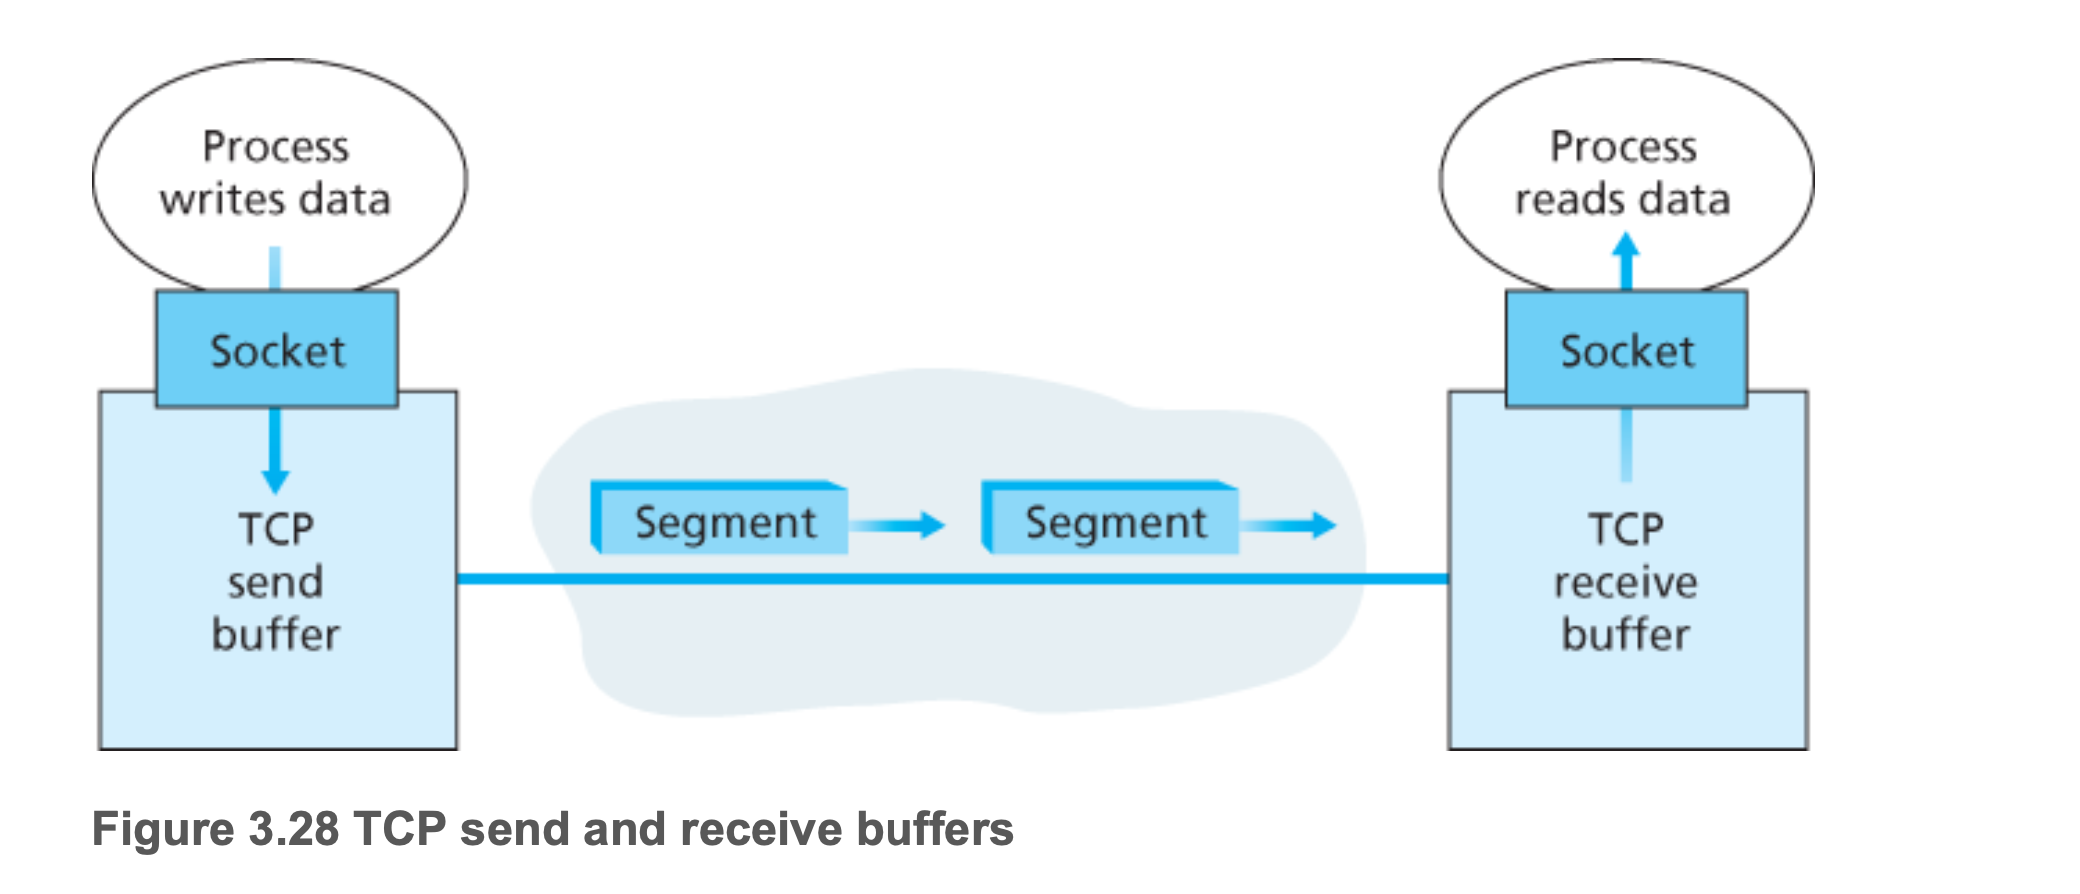 Process
writes data
Socket
TCP
send
buffer
Segment
Segment
Process
reads data
Socket
TCP
receive
buffer
Figure 3.28 TCP send and receive buffers